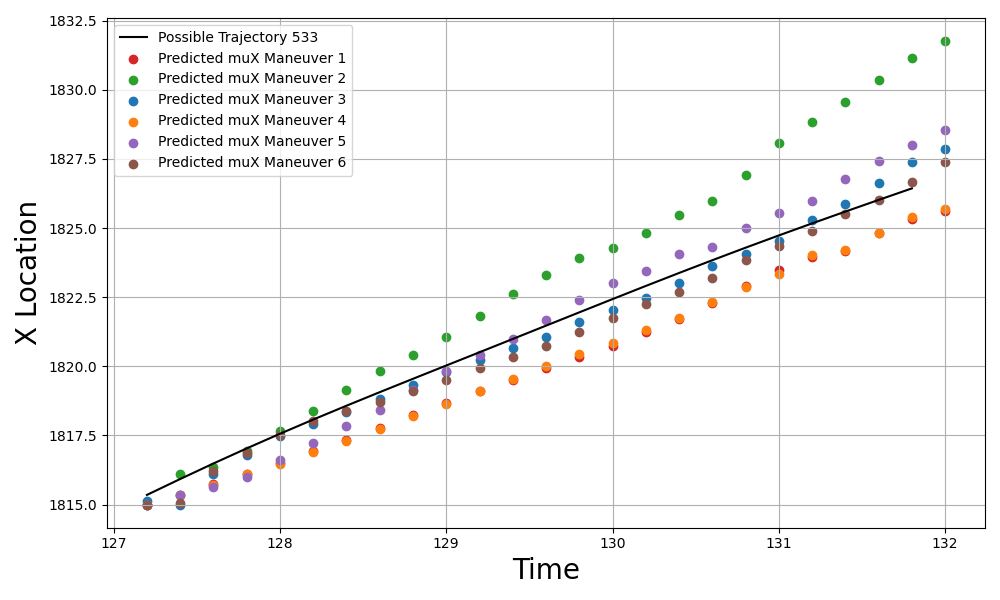 1832.5
1830.0
1827.5
1825.0
1822.5
1820.0
1817.5
1815.0
X Location
Possible Trajectory 533
Predicted muX Maneuver 1
Predicted muX Maneuver 2
Predicted muX Maneuver 3
Predicted muX Maneuver 4
Predicted muX Maneuver 5
Predicted muX Maneuver 6
127 128 129 130 131 132
Time